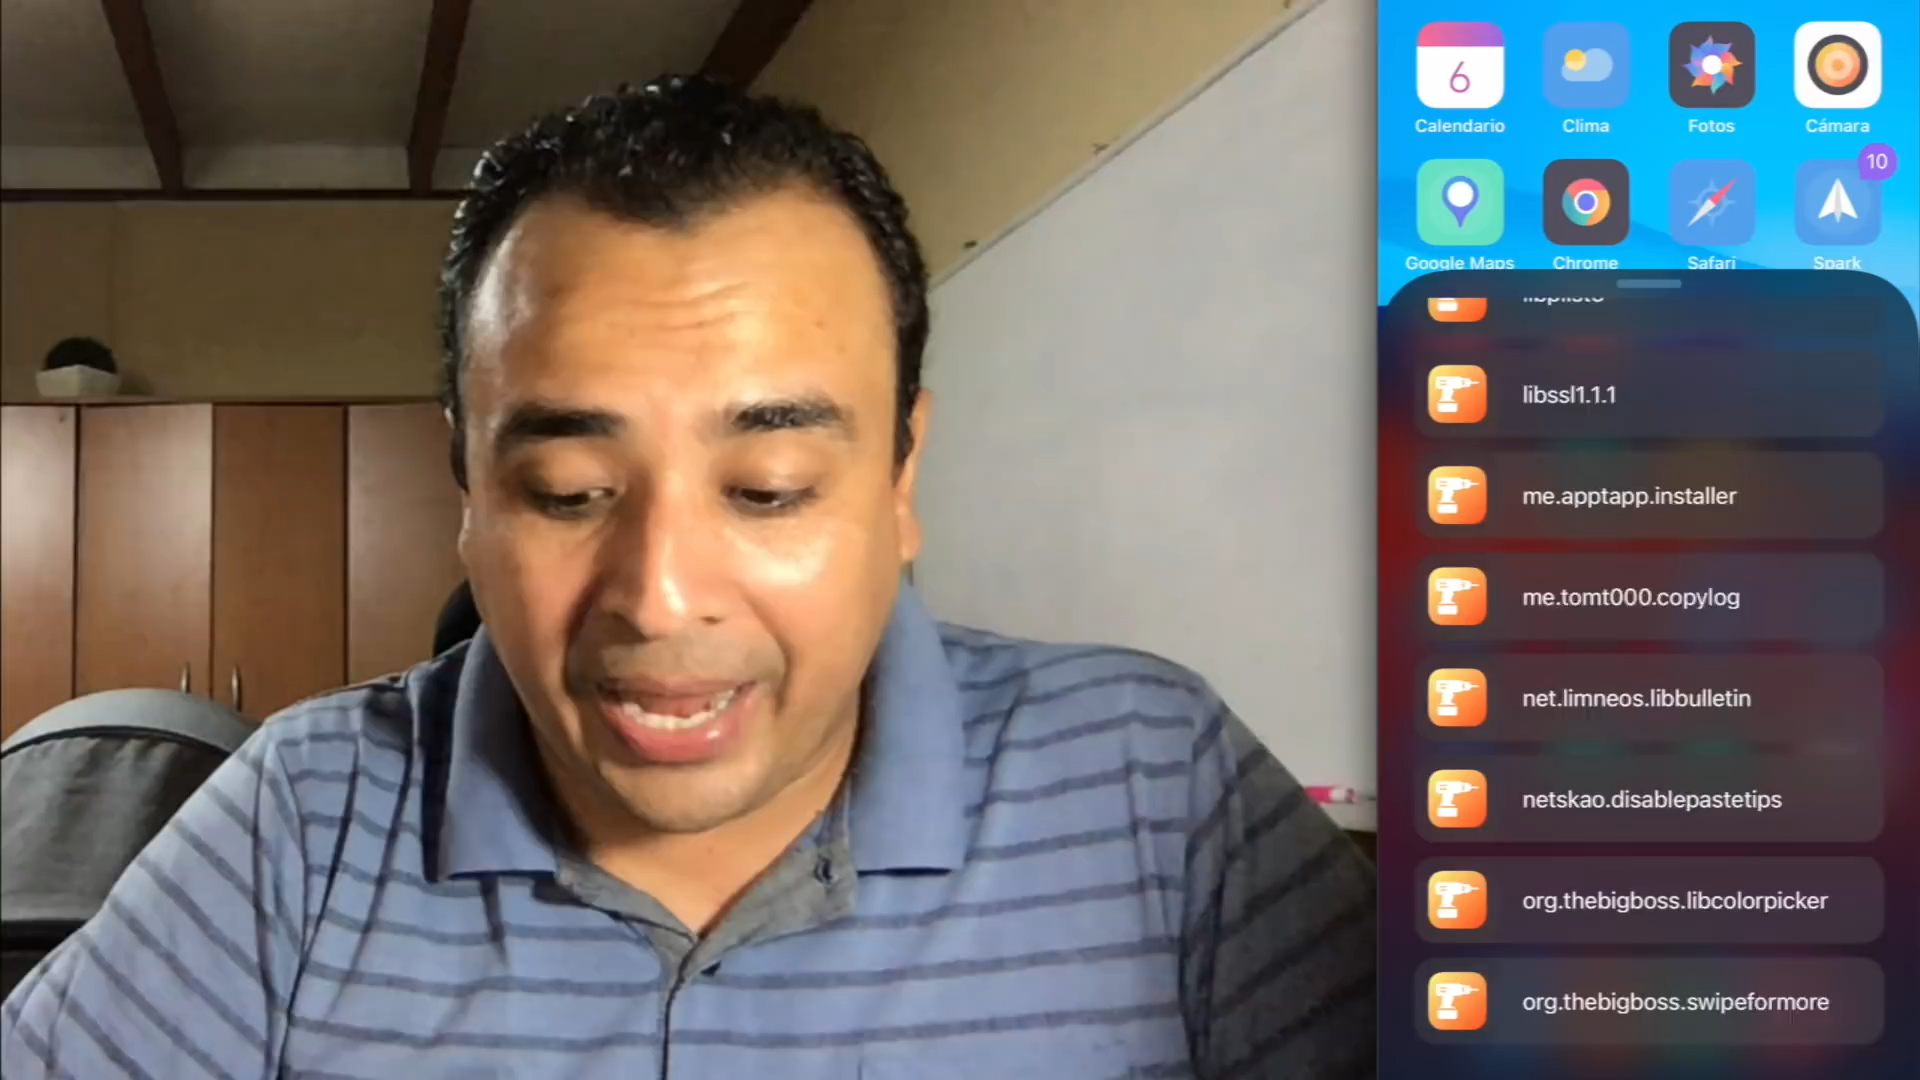 6
Calendario
Clima
Fotos
Cámara
10
Google Maps
Chrome
Safari
Spark
libssl1.1.1
me.apptapp.installer
me.tomt000.copylog
net.limneos.libbulletin
netskao.disablepastetips
org.thebigboss.libcolorpicker
org.thebigboss.swipeformore